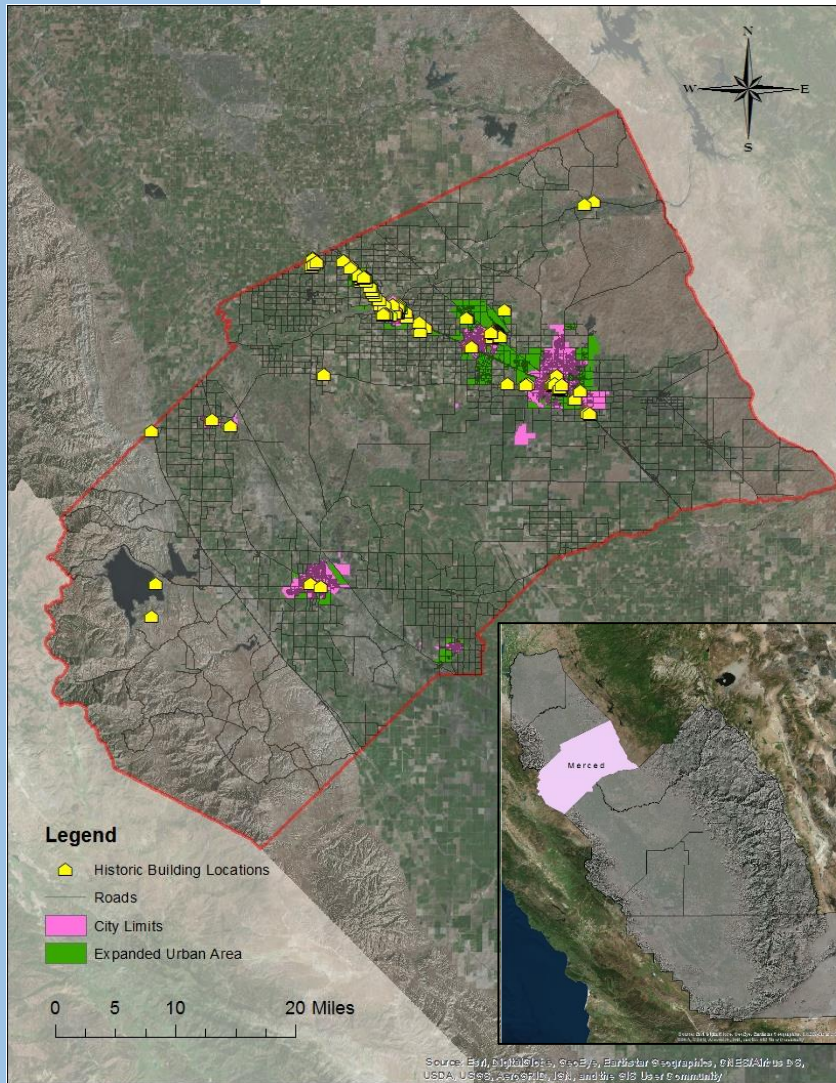 N
W E
S
Merced
Legend
Historic Building Locations
Roads
City Limits
Expanded Urban Area
0 5 10 20 Miles
Source: Esri, DigitalGlobe, GeoEye, Earthstar Geographics, CNES/Airbus DS,
USDA, USGS, AeroGRID, IGN, and the GIS User Community